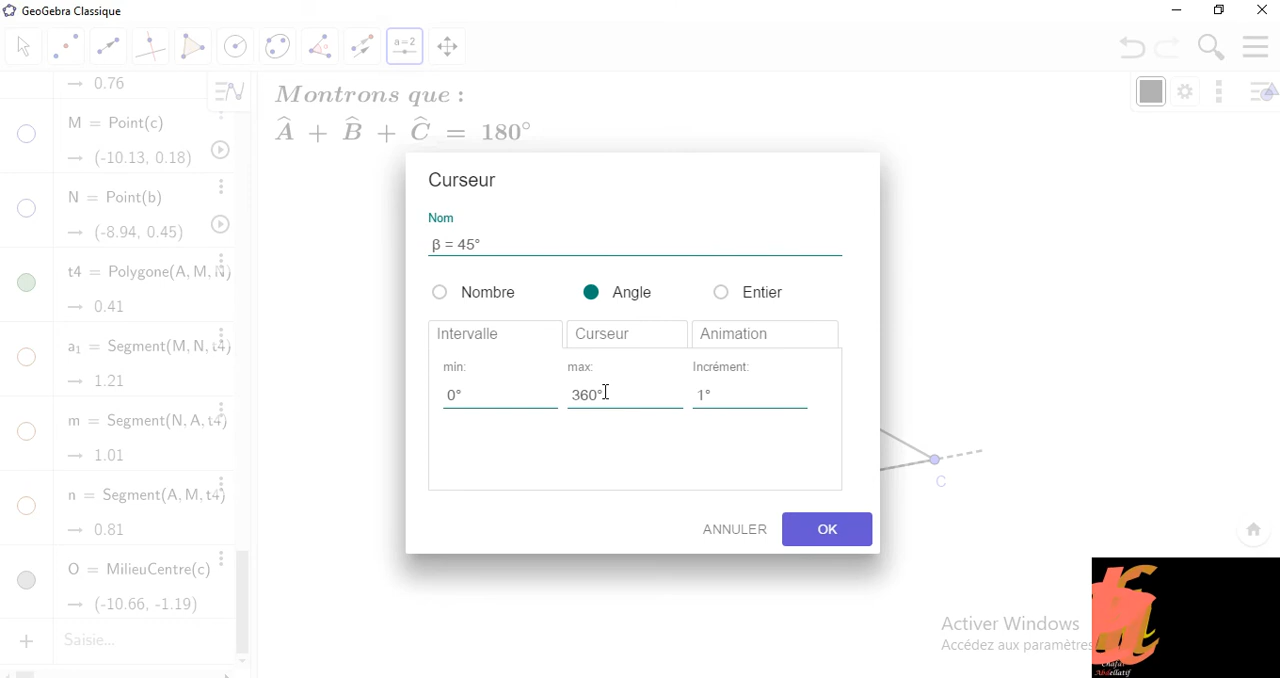 GeoGebra Classique
a=2
→ 0.76
M = Point(c)
→ (-10.13, 0.18)
N = Point(b)
→ (-8.94, 0.45)
t4 = Polygone(A, M, N)
→ 0.41
a₁ = Segment(M, N, t4)
→ 1.21
m = Segment(N, A, t4)
→ 1.01
n = Segment(A, M, t4)
→ 0.81
O = MilieuCentre(c)
→ (-10.66, -1.19)
+ Saisie...
Montrons que :
Â + B̂ + Ĉ = 180°
Curseur
Nom
β = 45°
Nombre Angle Entier
Intervalle Curseur Animation
min: max: Incrément:
0° 360° 1°
ANNULER OK
C
Activer Windows
Accédez aux paramètres
Chafai
Abdellatif